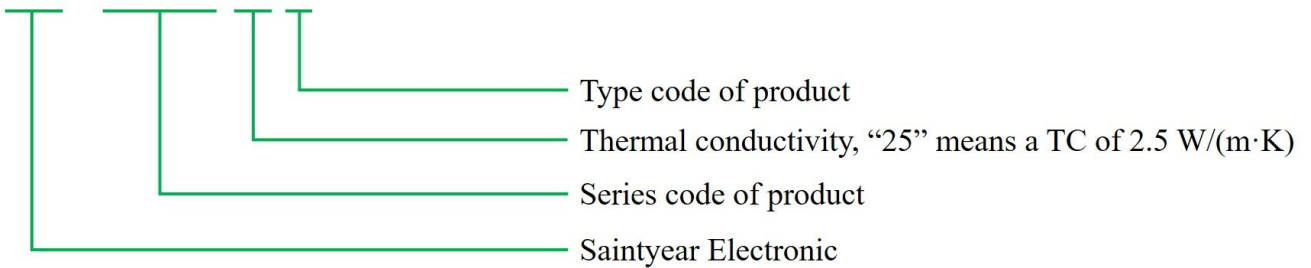 Type code of product
Thermal conductivity, “25” means a TC of 2.5 W/(m·K)
Series code of product
Saintyear Electronic